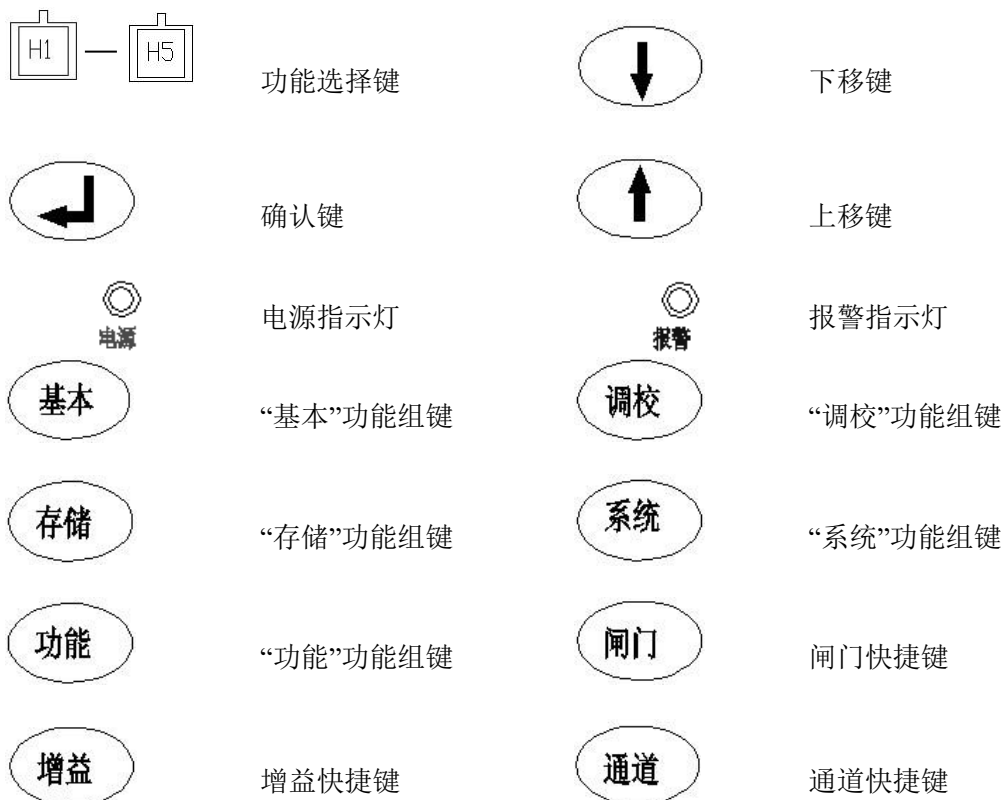 H1 — H5 功能选择键 下移键
确认键 上移键
电源 电源指示灯 报警 报警指示灯
基本 “基本”功能组键 调校 “调校”功能组键
存储 “存储”功能组键 系统 “系统”功能组键
功能 “功能”功能组键 闸门 闸门快捷键
增益 增益快捷键 通道 通道快捷键